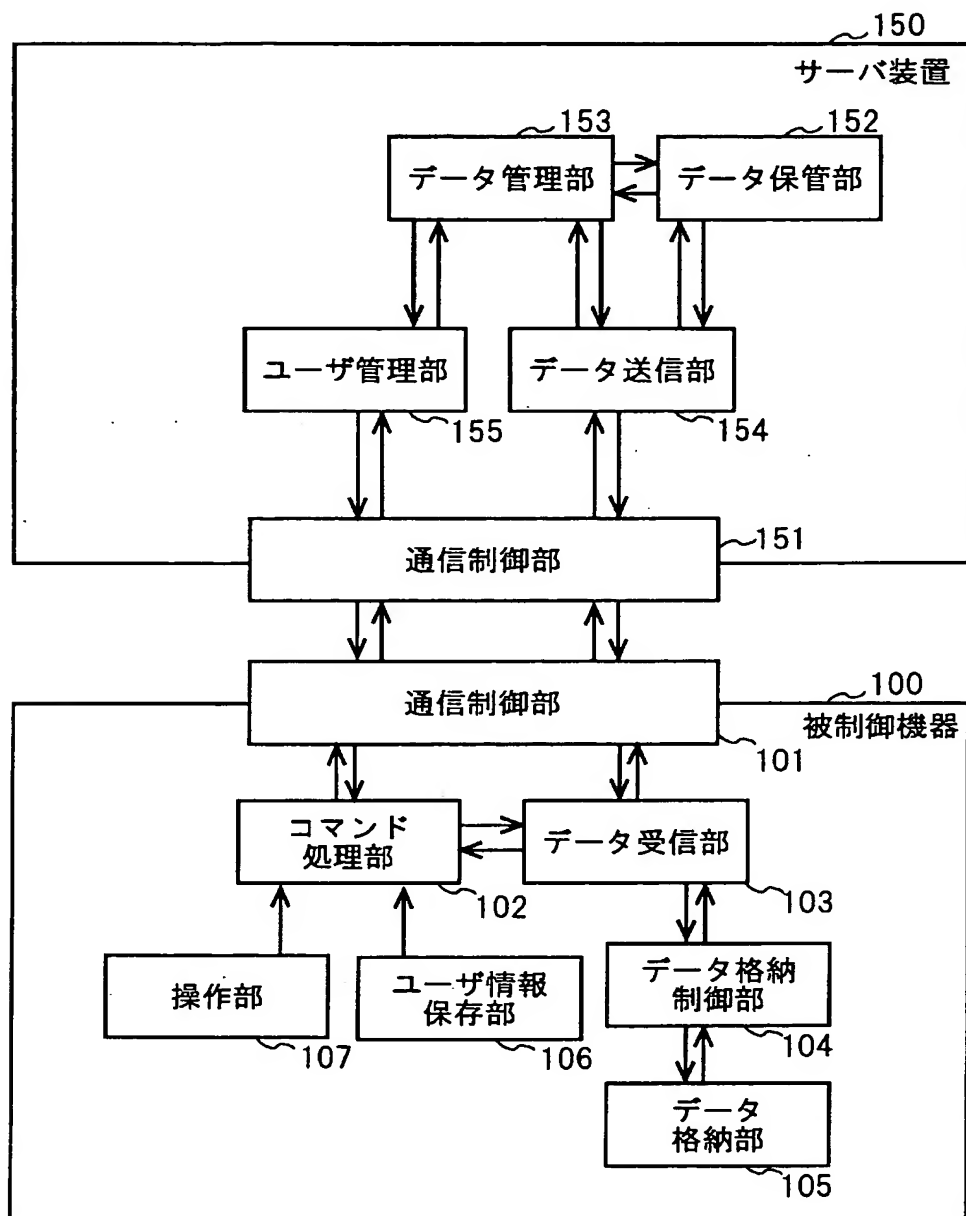 150
サーバ装置
153
152
データ管理部
データ保管部
ユーザ管理部
データ送信部
155
154
151
通信制御部
100
通信制御部
被制御機器
101
コマンド
処理部
データ受信部
102
103
操作部
ユーザ情報
保存部
データ格納
制御部
107
106
104
データ
格納部
105